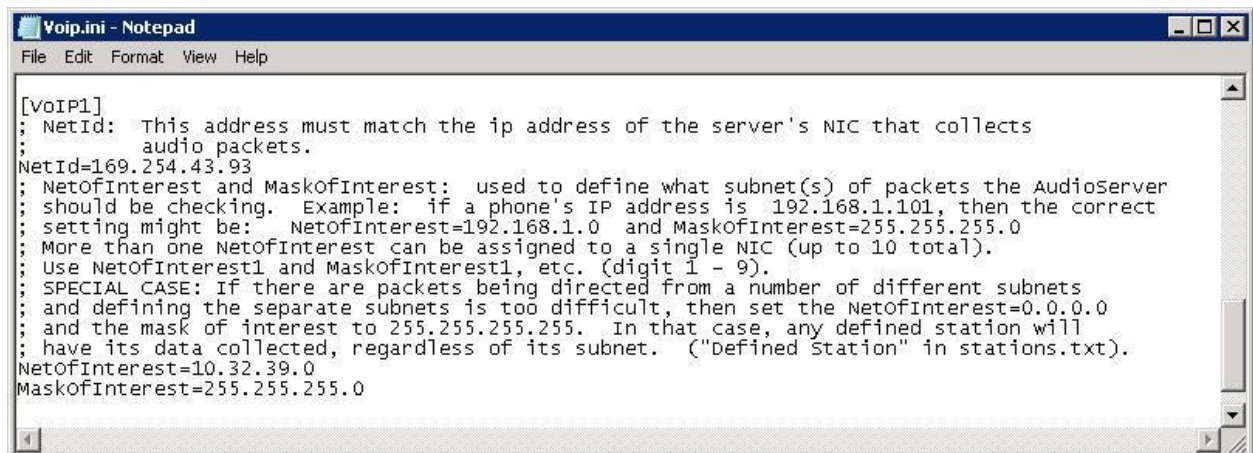 Voip.ini - Notepad
File Edit Format View Help
[VoIP1]
; NetId:  This address must match the ip address of the server's NIC that collects
;         audio packets.
NetId=169.254.43.93
; NetOfInterest and MaskOfInterest:  used to define what subnet(s) of packets the AudioServer
; should be checking.  Example:  if a phone's IP address is  192.168.1.101, then the correct
; setting might be:   NetOfInterest=192.168.1.0  and MaskOfInterest=255.255.255.0
; More than one NetOfInterest can be assigned to a single NIC (up to 10 total).
; Use NetOfInterest1 and MaskOfInterest1, etc. (digit 1 - 9).
; SPECIAL CASE: If there are packets being directed from a number of different subnets
; and defining the separate subnets is too difficult, then set the NetOfInterest=0.0.0.0
; and the mask of interest to 255.255.255.255.  In that case, any defined station will
; have its data collected, regardless of its subnet.  ("Defined Station" in stations.txt).
NetOfInterest=10.32.39.0
MaskOfInterest=255.255.255.0